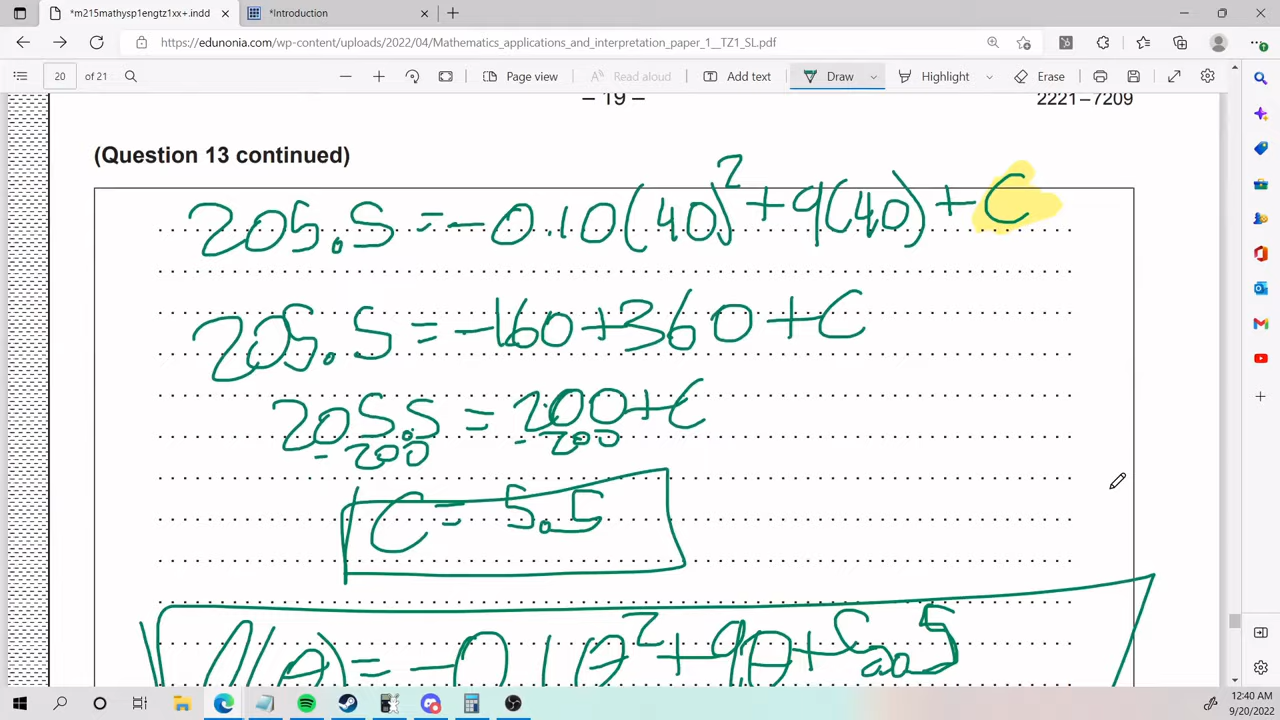 *m215mathysp1engtz1xx+.indd
*Introduction
https://edunonia.com/wp-content/uploads/2022/04/Mathematics_applications_and_interpretation_paper_1__TZ1_SL.pdf
20 of 21
Page view
Read aloud
Add text
Draw
Highlight
Erase
– 19 –
2221–7209
(Question 13 continued)
205.5 = -0.10(40)² + 9(40) + C
205.5 = -160 + 360 + C
205.5 = 200 + C
-200 -200
C = 5.5
12:40 AM
9/20/2022